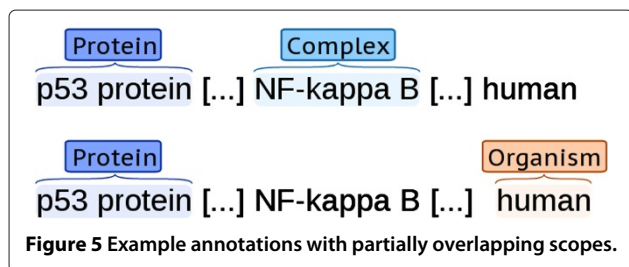 Protein Complex
p53 protein [...] NF-kappa B [...] human
Protein Organism
p53 protein [...] NF-kappa B [...] human
Figure 5 Example annotations with partially overlapping scopes.